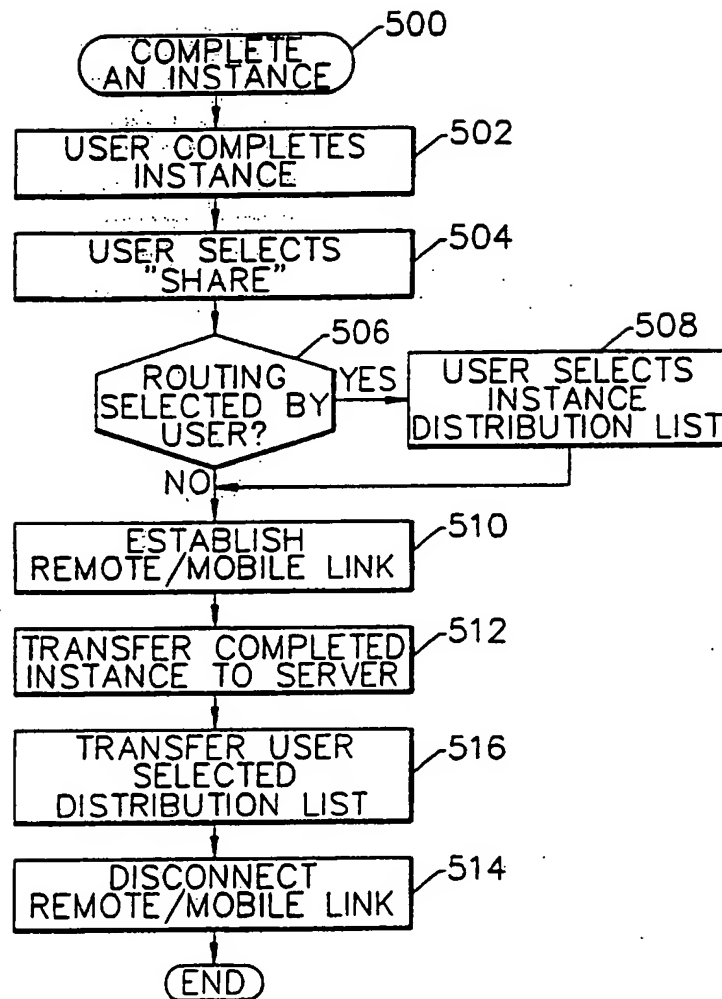 500
COMPLETE
AN INSTANCE
502
USER COMPLETES
INSTANCE
504
USER SELECTS
"SHARE"
506
ROUTING
SELECTED BY
USER?
YES
508
USER SELECTS
INSTANCE
DISTRIBUTION LIST
NO
510
ESTABLISH
REMOTE/MOBILE LINK
512
TRANSFER COMPLETED
INSTANCE TO SERVER
516
TRANSFER USER
SELECTED
DISTRIBUTION LIST
514
DISCONNECT
REMOTE/MOBILE LINK
END